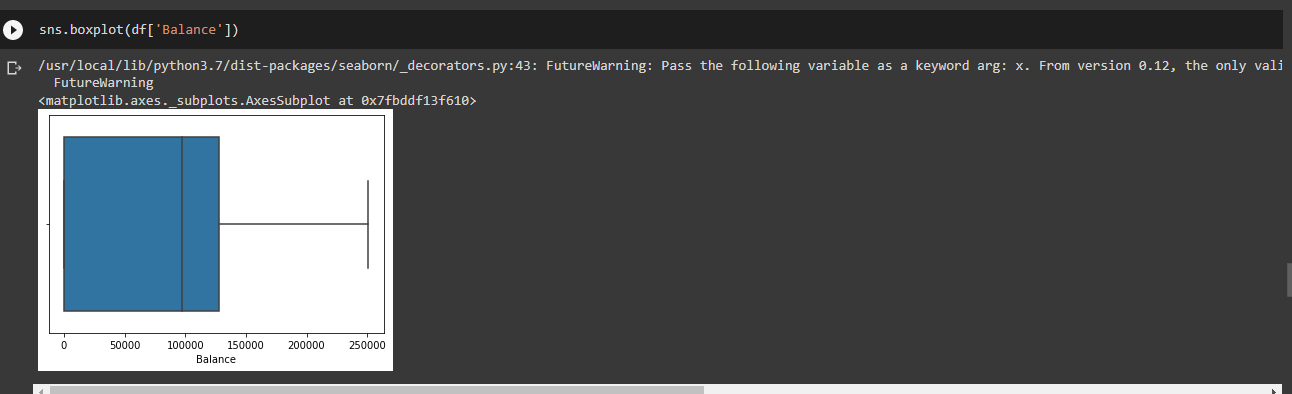 sns.boxplot(df['Balance'])
/usr/local/lib/python3.7/dist-packages/seaborn/_decorators.py:43: FutureWarning: Pass the following variable as a keyword arg: x. From version 0.12, the only vali
FutureWarning
<matplotlib.axes._subplots.AxesSubplot at 0x7fbddf13f610>
0 50000 100000 150000 200000 250000
Balance